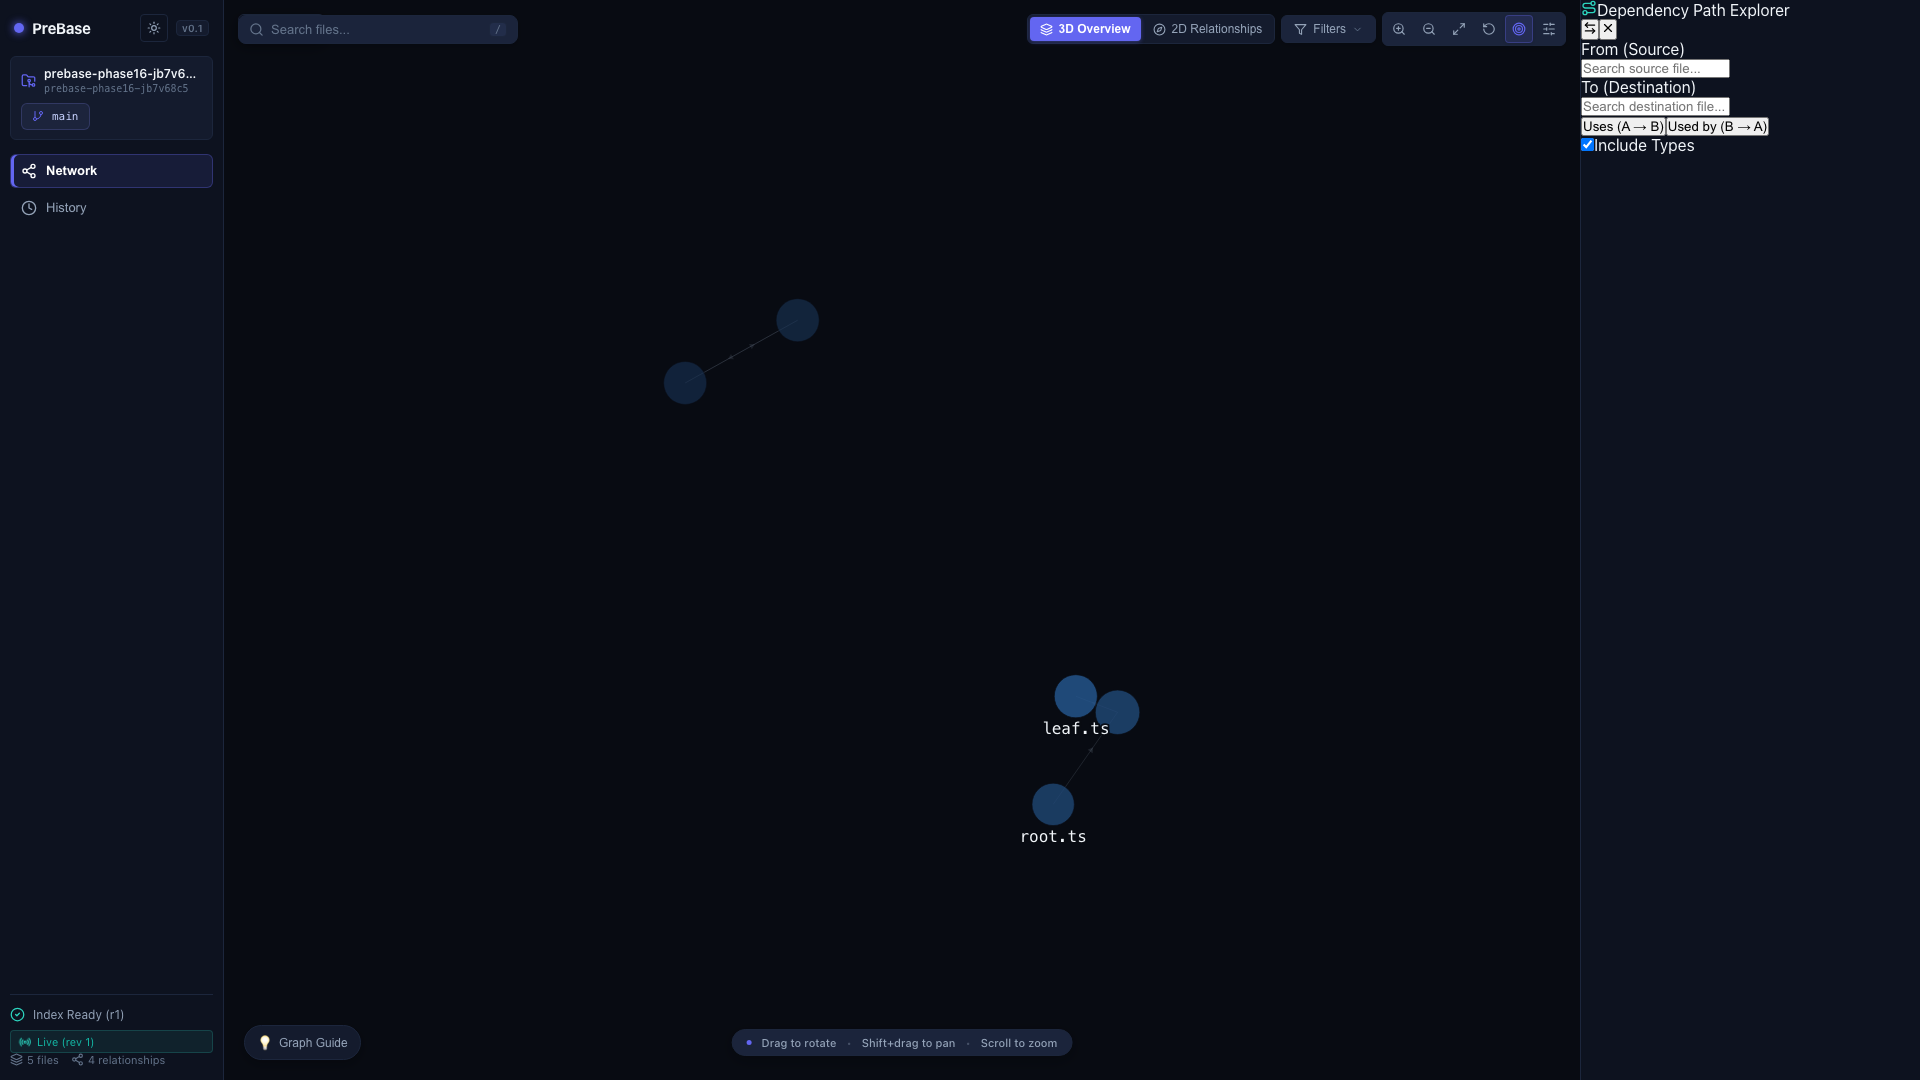 PreBase
v0.1
prebase-phase16-jb7v6...
prebase-phase16-jb7v68c5
main
Network
History
Index Ready (r1)
Live (rev 1)
5 files
4 relationships
Search files...
/
3D Overview
2D Relationships
Filters
leaf.ts
root.ts
Graph Guide
Drag to rotate · Shift+drag to pan · Scroll to zoom
Dependency Path Explorer
From (Source)
Search source file...
To (Destination)
Search destination file...
Uses (A → B) Used by (B → A)
Include Types